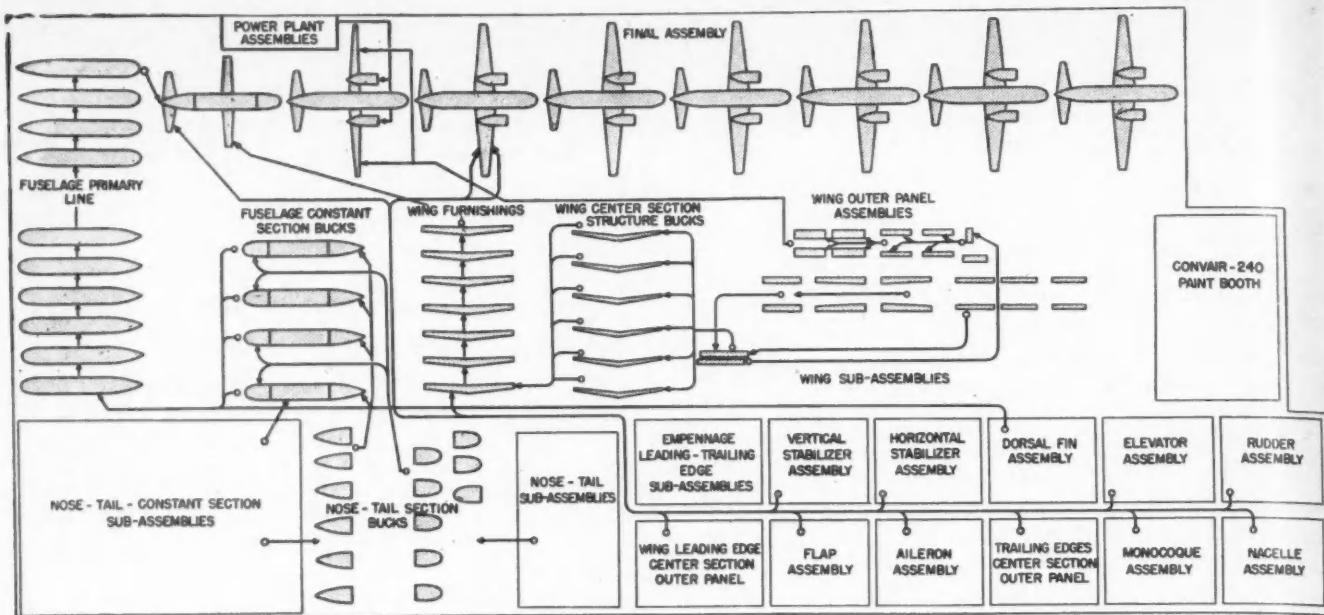 POWER PLANT
ASSEMBLIES
FINAL ASSEMBLY
FUSELAGE PRIMARY
LINE
FUSELAGE CONSTANT
SECTION BUCKS
WING FURNISHINGS
WING CENTER SECTION
STRUCTURE BUCKS
WING OUTER PANEL
ASSEMBLIES
CONVAIR-240
PAINT BOOTH
WING SUB-ASSEMBLIES
NOSE - TAIL - CONSTANT SECTION
SUB-ASSEMBLIES
NOSE - TAIL SECTION
BUCKS
NOSE - TAIL
SUB-ASSEMBLIES
EMPENNAGE
LEADING - TRAILING
EDGE
SUB-ASSEMBLIES
VERTICAL
STABILIZER
ASSEMBLY
HORIZONTAL
STABILIZER
ASSEMBLY
DORSAL FIN
ASSEMBLY
ELEVATOR
ASSEMBLY
RUDDER
ASSEMBLY
WING LEADING EDGE
CENTER SECTION
OUTER PANEL
FLAP
ASSEMBLY
AILERON
ASSEMBLY
TRAILING EDGES
CENTER SECTION
OUTER PANEL
MONOCOQUE
ASSEMBLY
NACELLE
ASSEMBLY